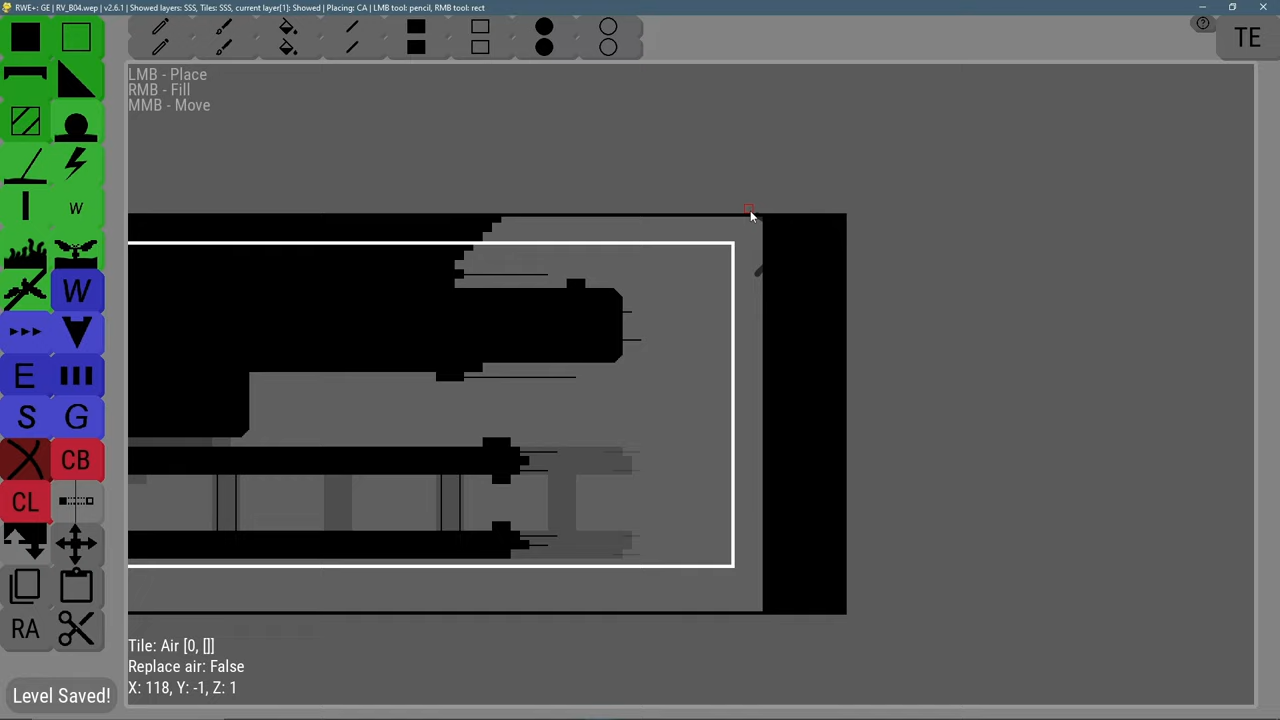 RWE+: GE | RV_B04.wep | v2.6.1 | Showed layers: SSS, Tiles: SSS, current layer[1]: Showed | Placing: CA | LMB tool: pencil, RMB tool: rect
TE
LMB - Place
RMB - Fill
MMB - Move
W
W
E
S G
CB
CL
RA
Tile: Air [0, []]
Replace air: False
X: 118, Y: -1, Z: 1
Level Saved!